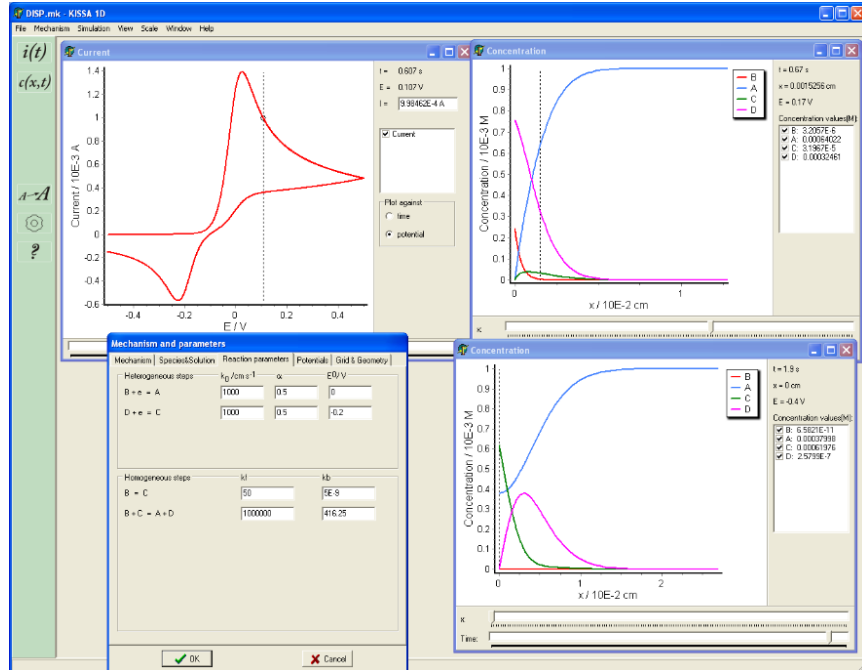 DISP.mk - KISSA 1D
File Mechanism Simulation View Scale Window Help
i(t)
c(x,t)
A→A
?
Current
Current / 10E-3 A
1.4
1.2
1
0.8
0.6
0.4
0.2
0
-0.2
-0.4
-0.6
-0.4 -0.2 0 0.2 0.4
E / V
t = 0.607 s
E = 0.107 V
I = 9.98462E-4 A
Current
Plot against
time
potential
Concentration
Concentration / 10E-3 M
1
0.9
0.8
0.7
0.6
0.5
0.4
0.3
0.2
0.1
0
0 1
x / 10E-2 cm
B
A
C
D
t = 0.67 s
x = 0.0015256 cm
E = 0.17 V
Concentration values(M):
B: 3.2057E-6
A: 0.00064022
C: 3.1967E-5
D: 0.00032461
x:
Mechanism and parameters
Mechanism Species&Solution Reaction parameters Potentials Grid & Geometry
Heterogeneous steps k0 /cm s-1 α E0/ V
B + e = A 1000 0.5 0
D + e = C 1000 0.5 -0.2
Homogeneous steps kf kb
B = C 50 5E-9
B + C = A + D 1000000 416.25
OK Cancel
Concentration
Concentration / 10E-3 M
1
0.9
0.8
0.7
0.6
0.5
0.4
0.3
0.2
0.1
0
0 1 2
x / 10E-2 cm
B
A
C
D
t = 1.9 s
x = 0 cm
E = -0.4 V
Concentration values(M):
B: 6.5821E-11
A: 0.00037998
C: 0.00061976
D: 2.5799E-7
x
Time: